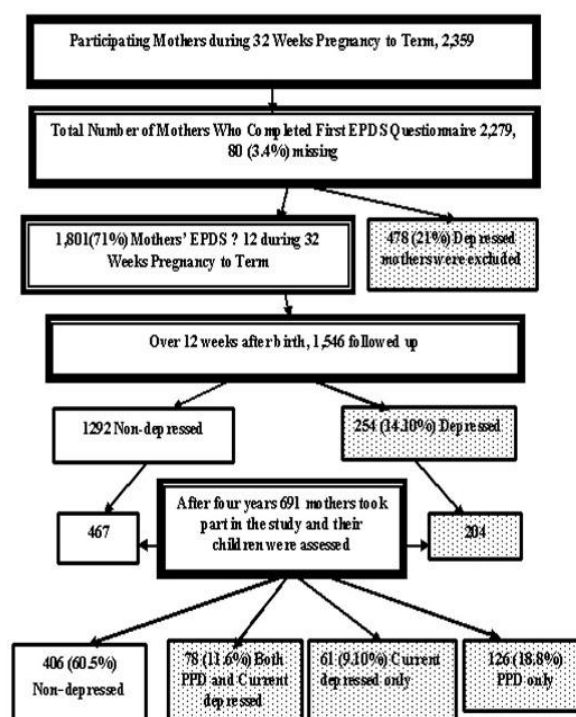 Participating Mothers during 32 Weeks Pregnancy to Term, 2,359
Total Number of Mothers Who Completed First EPDS Questionnaire 2,279,
80 (3.4%) missing
1,801(71%) Mothers' EPDS ? 12 during 32
Weeks Pregnancy to Term
478 (21%) Depressed
mothers were excluded
Over 12 weeks after birth, 1,546 followed up
1292 Non-depressed
254 (14.10%) Depressed
After four years 691 mothers took
part in the study and their
children were assessed
467
204
406 (60.5%)
Non-depressed
78 (11.6%) Both
PPD and Current
depressed
61 (9.10%) Current
depressed only
126 (18.8%)
PPD only